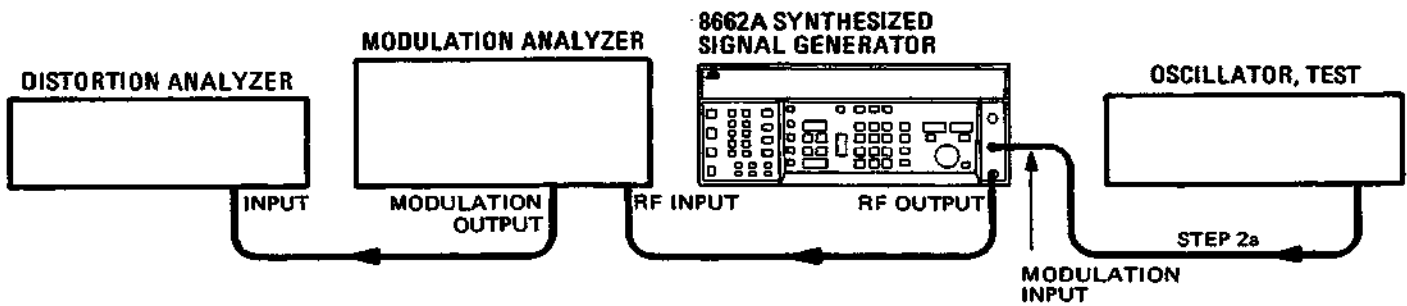 8662A SYNTHESIZED
SIGNAL GENERATOR
MODULATION ANALYZER
DISTORTION ANALYZER
OSCILLATOR, TEST
INPUT
MODULATION
OUTPUT
RF INPUT
RF OUTPUT
STEP 2a
MODULATION
INPUT